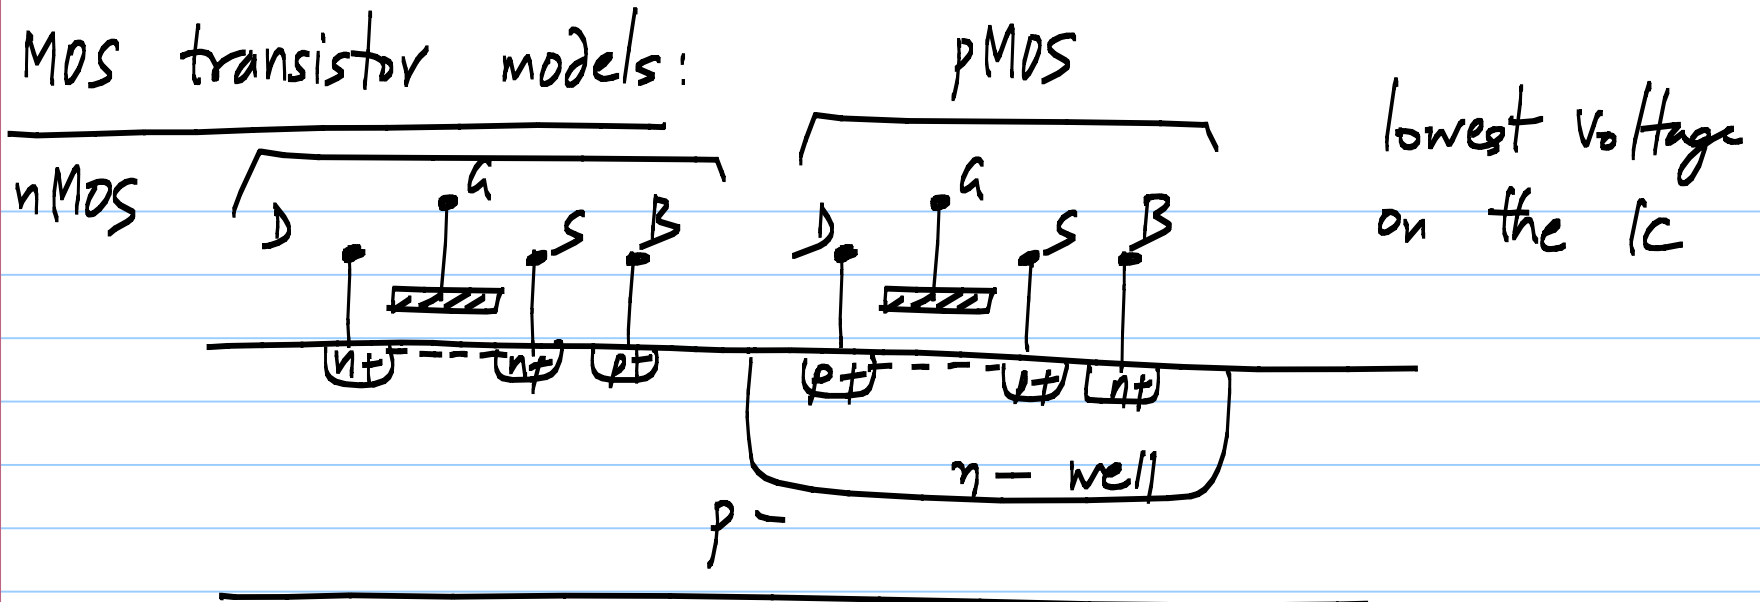 MOS transistor models:
pMOS
lowest voltage
on the IC
nMOS
D G S B
D G S B
n+ n+ p+
p+ p+ n+
n- well
p-